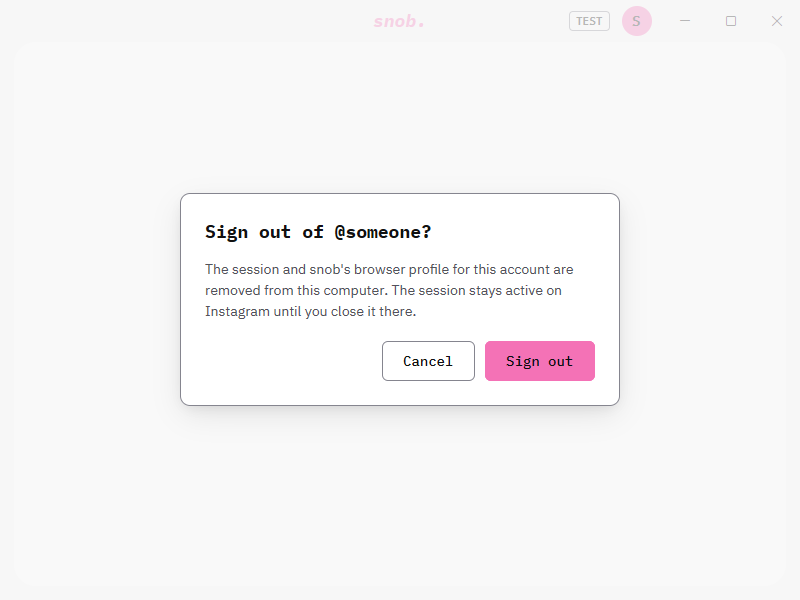 snob.
TEST
S
Sign out of @someone?
The session and snob's browser profile for this account are
removed from this computer. The session stays active on
Instagram until you close it there.
Cancel
Sign out